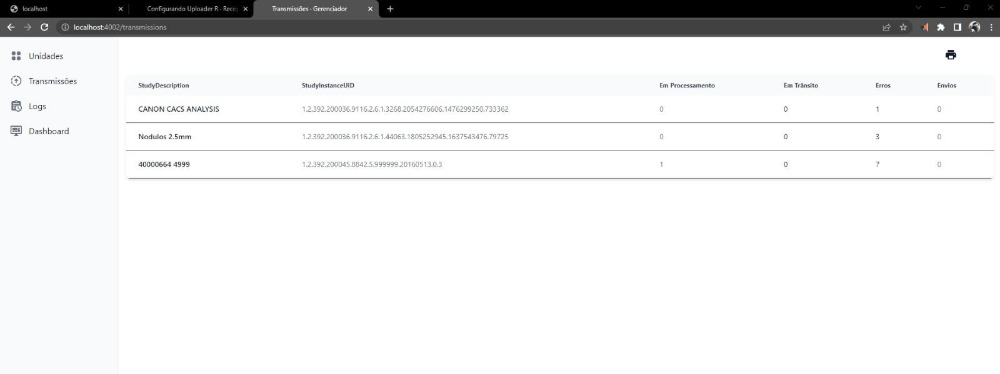 localhost
Configurando Uploader R - Recep
Transmissões - Gerenciador
localhost:4002/transmissions
Unidades
Transmissões
Logs
Dashboard
StudyDescription StudyInstanceUID Em Processamento Em Trânsito Erros Envios
CANON CACS ANALYSIS 1.2.392.200036.9116.2.6.1.3268.2054276606.1476299250.733362 0 0 1 0
Nodulos 2.5mm 1.2.392.200036.9116.2.6.1.44063.1805252945.1637543476.79725 0 0 3 0
40000664 4999 1.2.392.200045.8842.5.999999.20160513.0.3 1 0 7 0